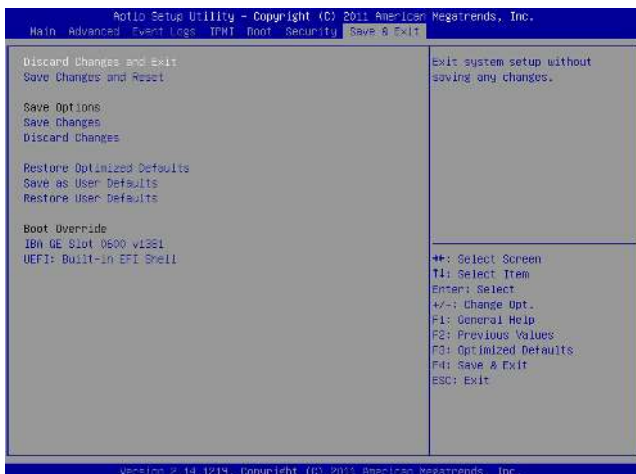 Aptio Setup Utility - Copyright (C) 2011 American Megatrends, Inc.
Main Advanced Event Logs IPMI Boot Security Save & Exit
Discard Changes and Exit
Save Changes and Reset
Save Options
Save Changes
Discard Changes
Restore Optimized Defaults
Save as User Defaults
Restore User Defaults
Boot Override
IBA GE Slot 0600 v1381
UEFI: Built-in EFI Shell
Exit system setup without
saving any changes.
→←: Select Screen
↑↓: Select Item
Enter: Select
+/-: Change Opt.
F1: General Help
F2: Previous Values
F3: Optimized Defaults
F4: Save & Exit
ESC: Exit
Version 2.14.1219. Copyright (C) 2011 American Megatrends, Inc.